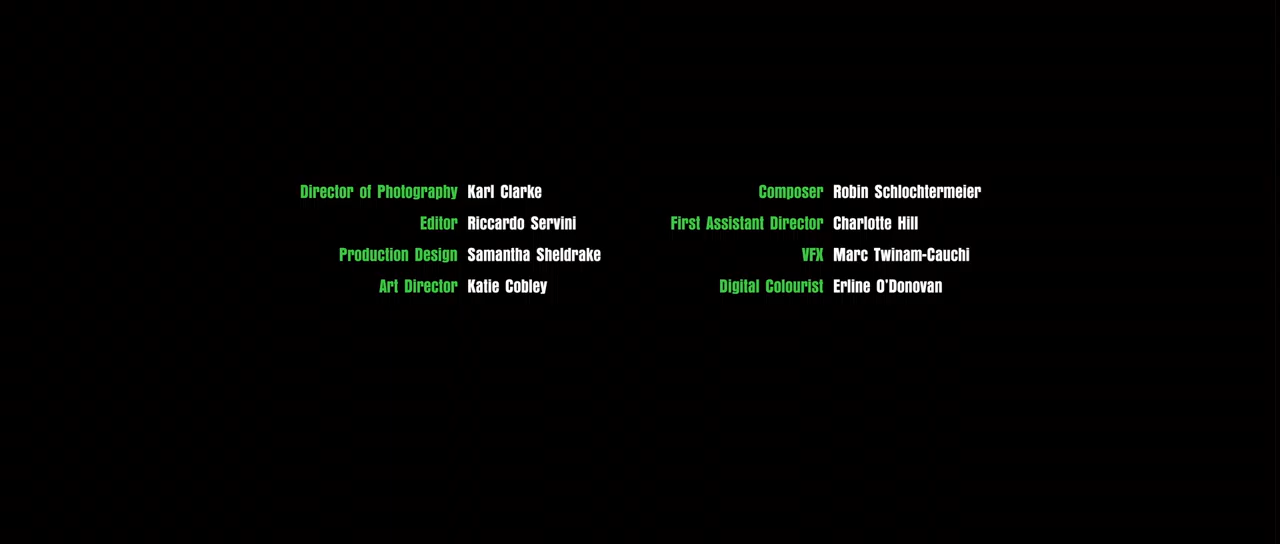 Director of Photography Karl Clarke
Editor Riccardo Servini
Production Design Samantha Sheldrake
Art Director Katie Cobley
Composer Robin Schlochtermeier
First Assistant Director Charlotte Hill
VFX Marc Twinam-Cauchi
Digital Colourist Erline O'Donovan